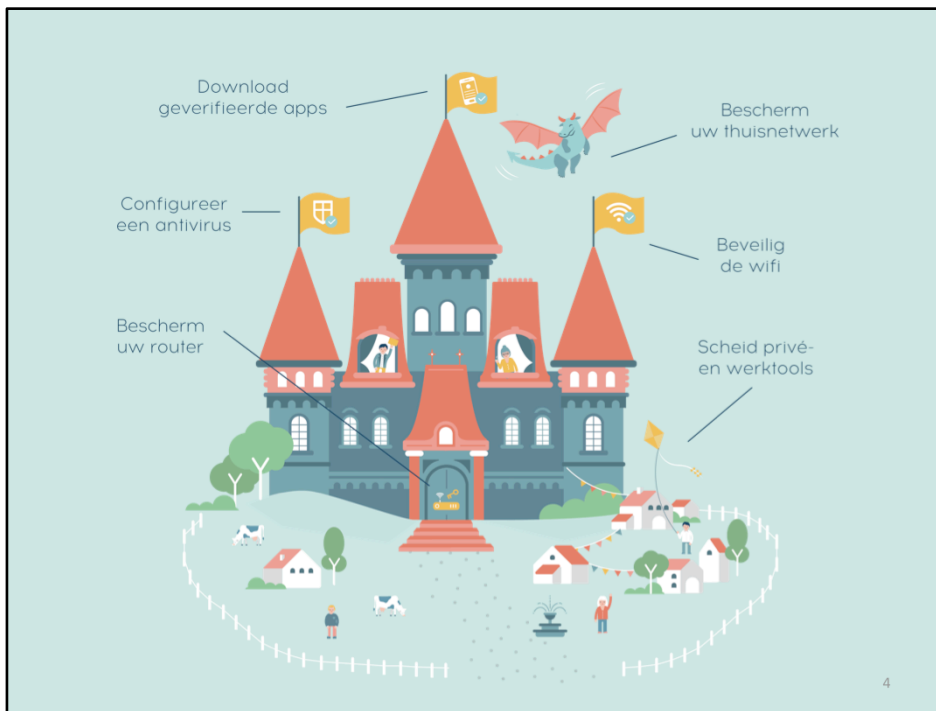 Download
geverifieerde apps
Bescherm
uw thuisnetwerk
Configureer
een antivirus
Beveilig
de wifi
Bescherm
uw router
Scheid privé-
en werktools
4